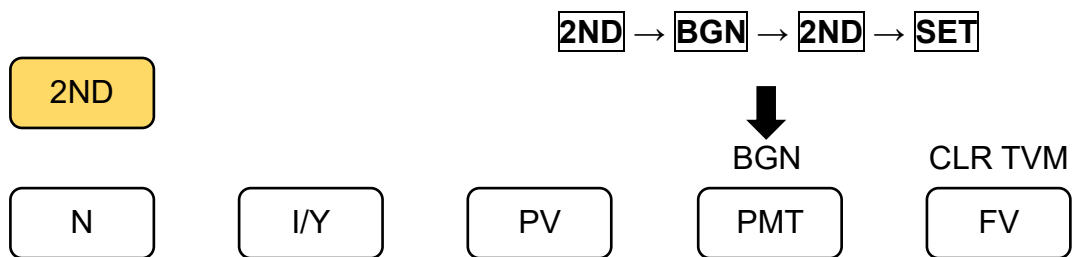 2ND → BGN → 2ND → SET
2ND
BGN CLR TVM
N I/Y PV PMT FV